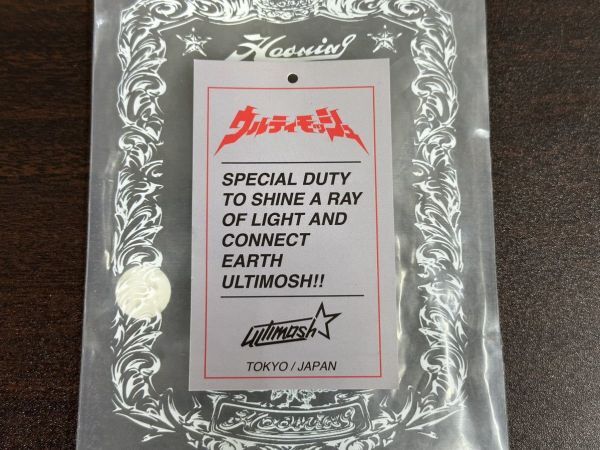 ウルティモッシュ
SPECIAL DUTY
TO SHINE A RAY
OF LIGHT AND
CONNECT
EARTH
ULTIMOSH!!
ultimosh
TOKYO / JAPAN